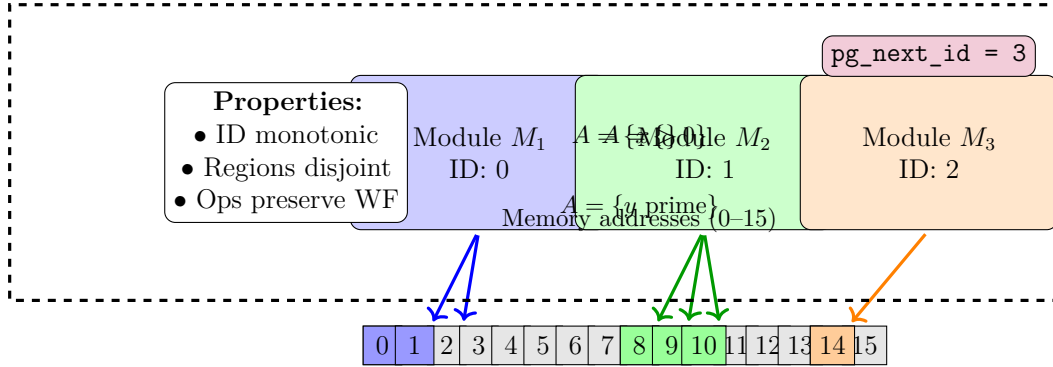 pg_next_id = 3
Properties:
• ID monotonic
• Regions disjoint
• Ops preserve WF
Module M₁
ID: 0
Module M₂
ID: 1
Module M₃
ID: 2
A = {y prime}
Memory addresses (0–15)
0 1 2 3 4 5 6 7 8 9 10 11 12 13 14 15